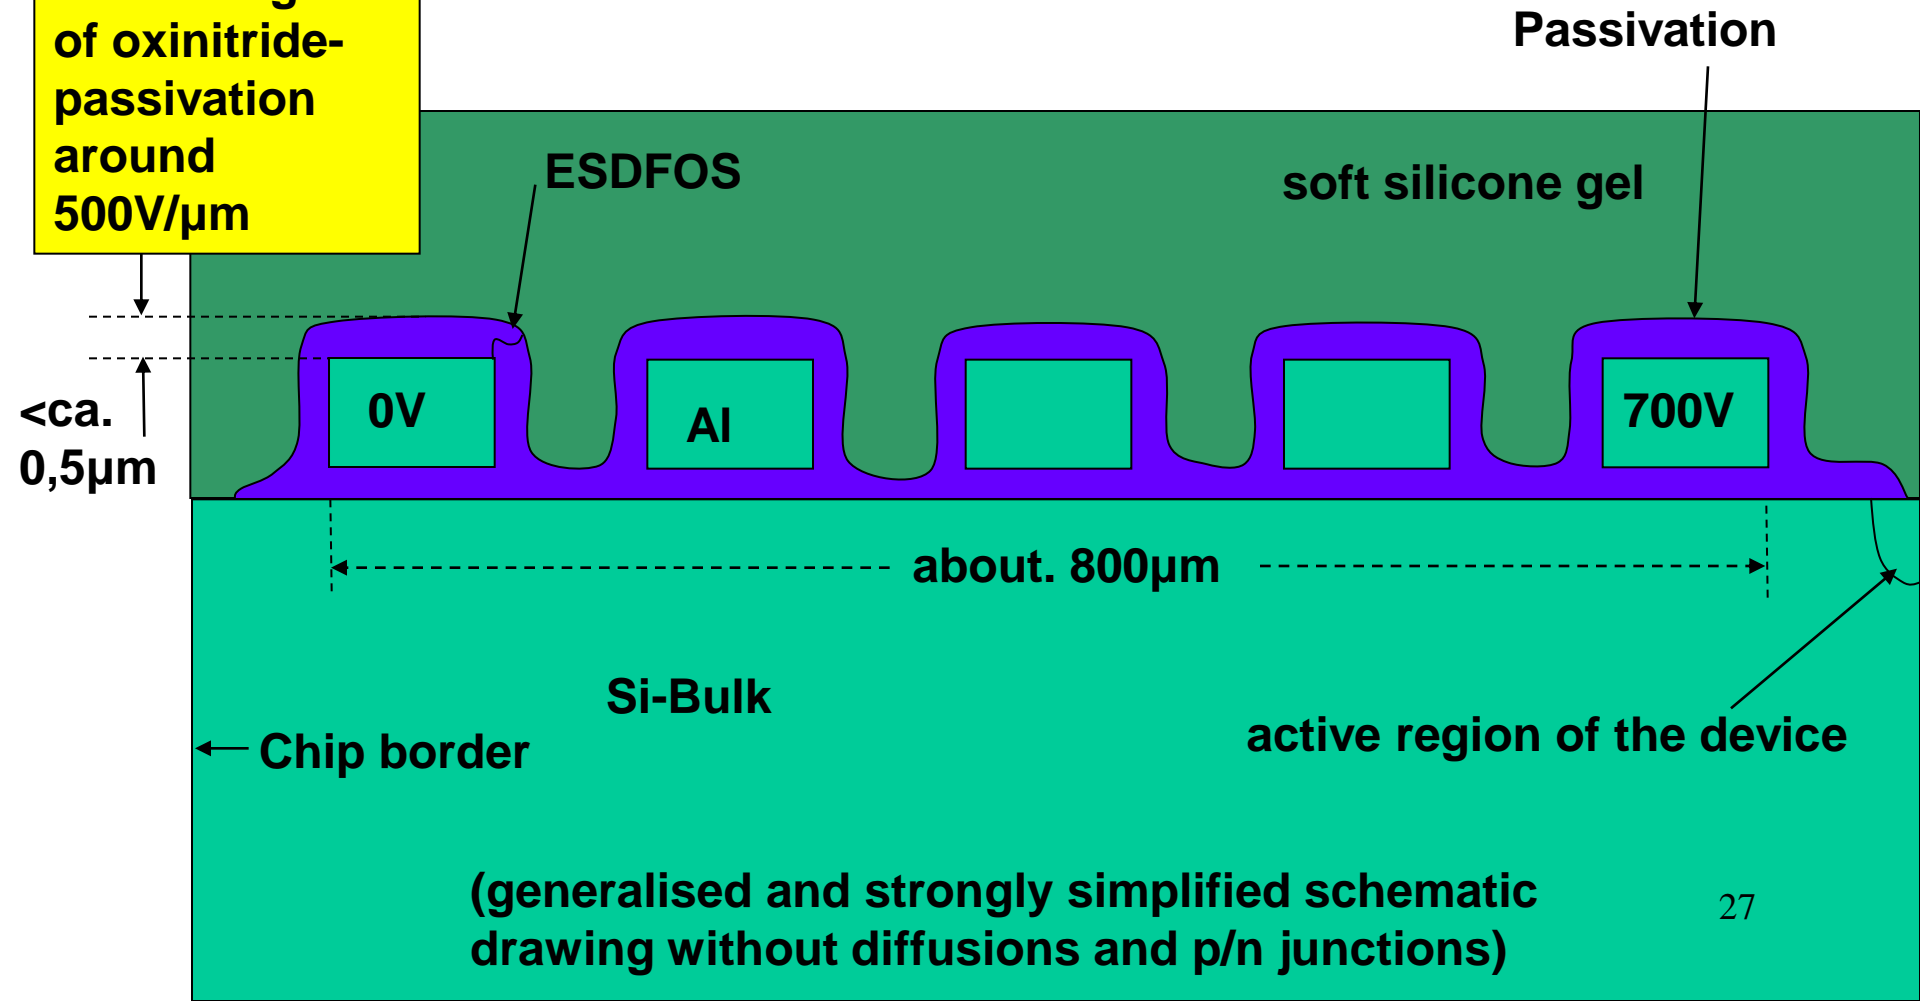 of oxinitride-
passivation
around
500V/µm
Passivation
ESDFOS
soft silicone gel
<ca.
0,5µm
0V
Al
700V
about. 800µm
Si-Bulk
Chip border
active region of the device
(generalised and strongly simplified schematic
drawing without diffusions and p/n junctions)
27